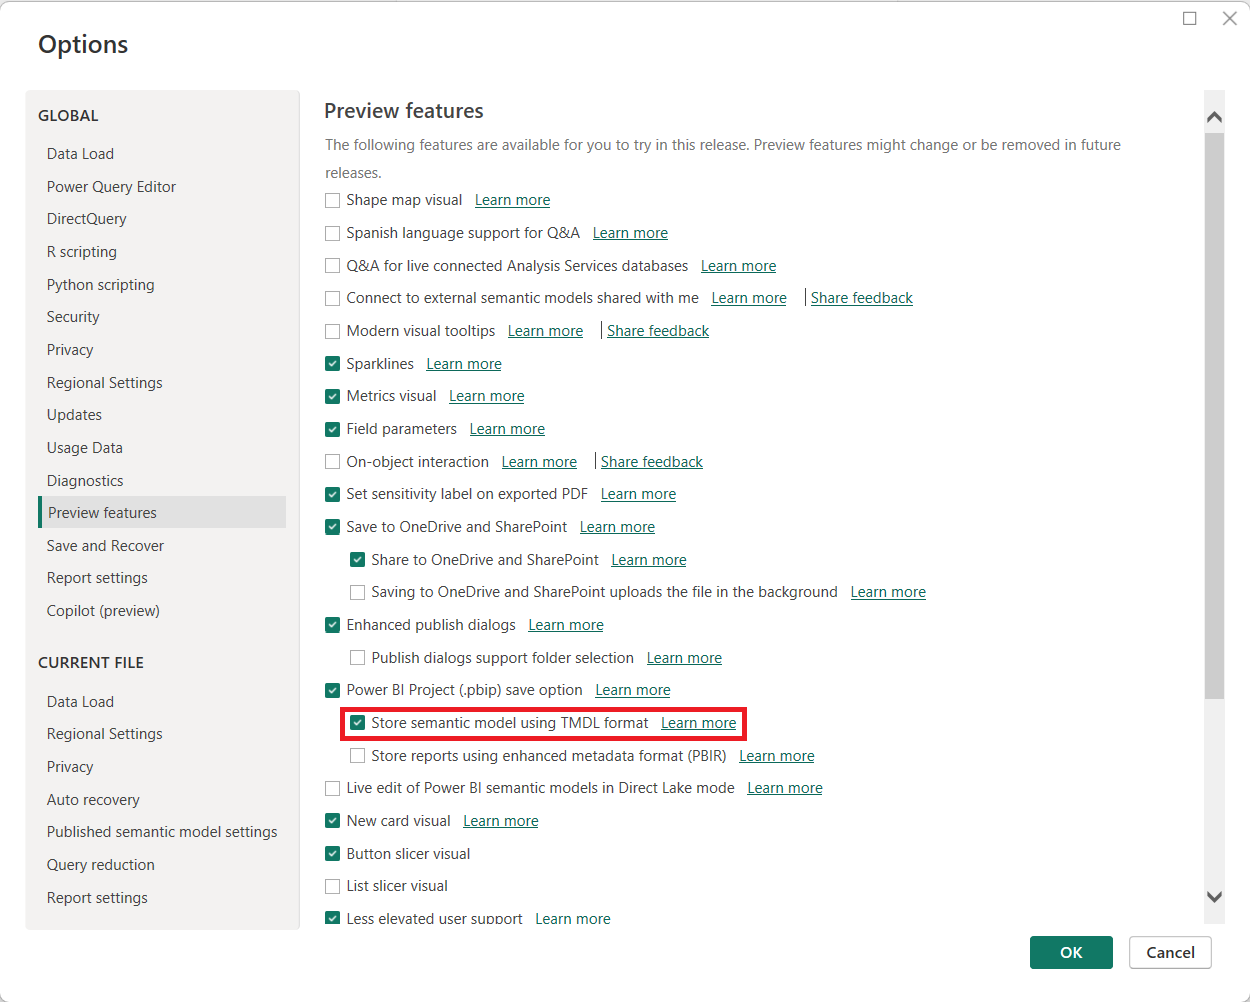 Options
GLOBAL
Data Load
Power Query Editor
DirectQuery
R scripting
Python scripting
Security
Privacy
Regional Settings
Updates
Usage Data
Diagnostics
Preview features
Save and Recover
Report settings
Copilot (preview)
CURRENT FILE
Data Load
Regional Settings
Privacy
Auto recovery
Published semantic model settings
Query reduction
Report settings
Preview features
The following features are available for you to try in this release. Preview features might change or be removed in future
releases.
Shape map visual Learn more
Spanish language support for Q&A Learn more
Q&A for live connected Analysis Services databases Learn more
Connect to external semantic models shared with me Learn more | Share feedback
Modern visual tooltips Learn more | Share feedback
Sparklines Learn more
Metrics visual Learn more
Field parameters Learn more
On-object interaction Learn more | Share feedback
Set sensitivity label on exported PDF Learn more
Save to OneDrive and SharePoint Learn more
Share to OneDrive and SharePoint Learn more
Saving to OneDrive and SharePoint uploads the file in the background Learn more
Enhanced publish dialogs Learn more
Publish dialogs support folder selection Learn more
Power BI Project (.pbip) save option Learn more
Store semantic model using TMDL format Learn more
Store reports using enhanced metadata format (PBIR) Learn more
Live edit of Power BI semantic models in Direct Lake mode Learn more
New card visual Learn more
Button slicer visual
List slicer visual
Less elevated user support Learn more
OK
Cancel